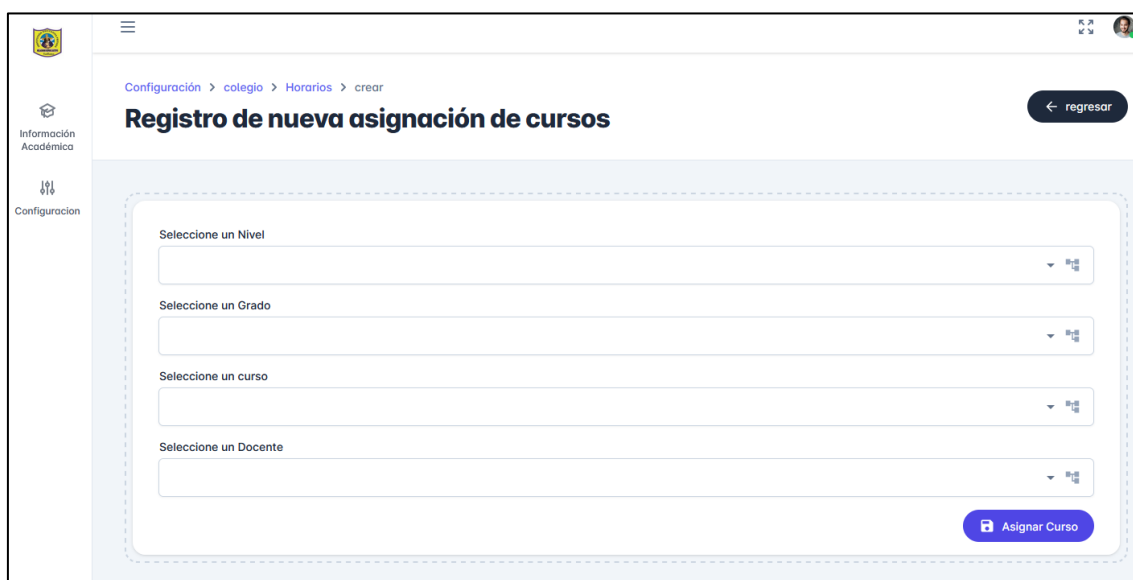 Configuración > colegio > Horarios > crear
Registro de nueva asignación de cursos
← regresar
Información
Académica
Configuracion
Seleccione un Nivel
Seleccione un Grado
Seleccione un curso
Seleccione un Docente
Asignar Curso